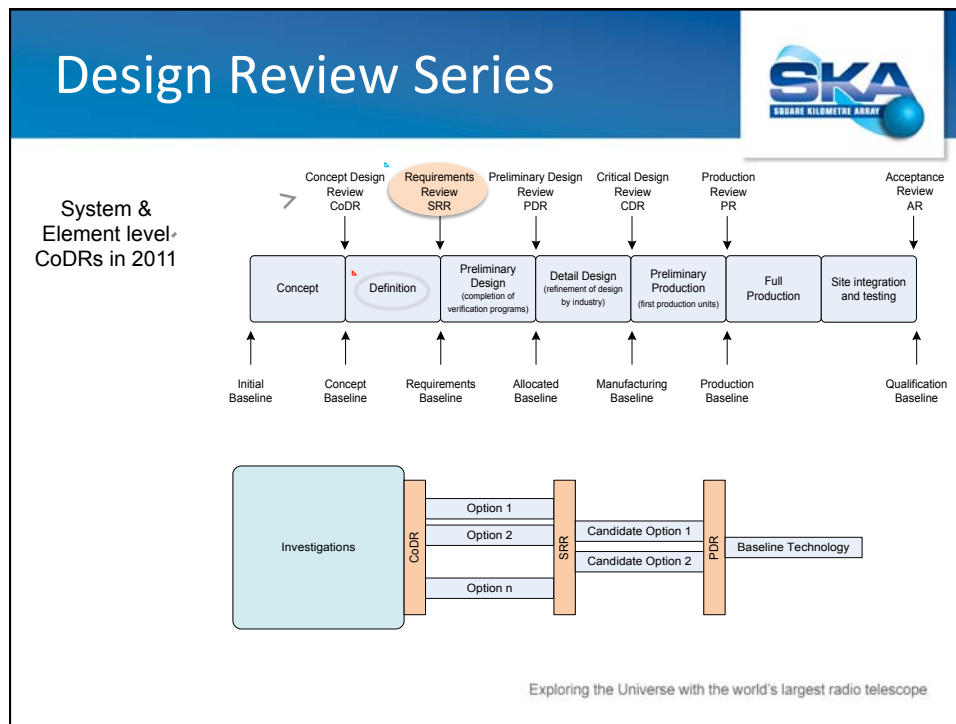 Design Review Series
SKA
SQUARE KILOMETRE ARRAY
System &
Element level
CoDRs in 2011
Concept Design
Review
CoDR
Requirements
Review
SRR
Preliminary Design
Review
PDR
Critical Design
Review
CDR
Production
Review
PR
Acceptance
Review
AR
Concept
Definition
Preliminary
Design
(completion of
verification programs)
Detail Design
(refinement of design
by industry)
Preliminary
Production
(first production units)
Full
Production
Site integration
and testing
Initial
Baseline
Concept
Baseline
Requirements
Baseline
Allocated
Baseline
Manufacturing
Baseline
Production
Baseline
Qualification
Baseline
Investigations
CoDR
Option 1
Option 2
Option n
SRR
Candidate Option 1
Candidate Option 2
PDR
Baseline Technology
Exploring the Universe with the world's largest radio telescope